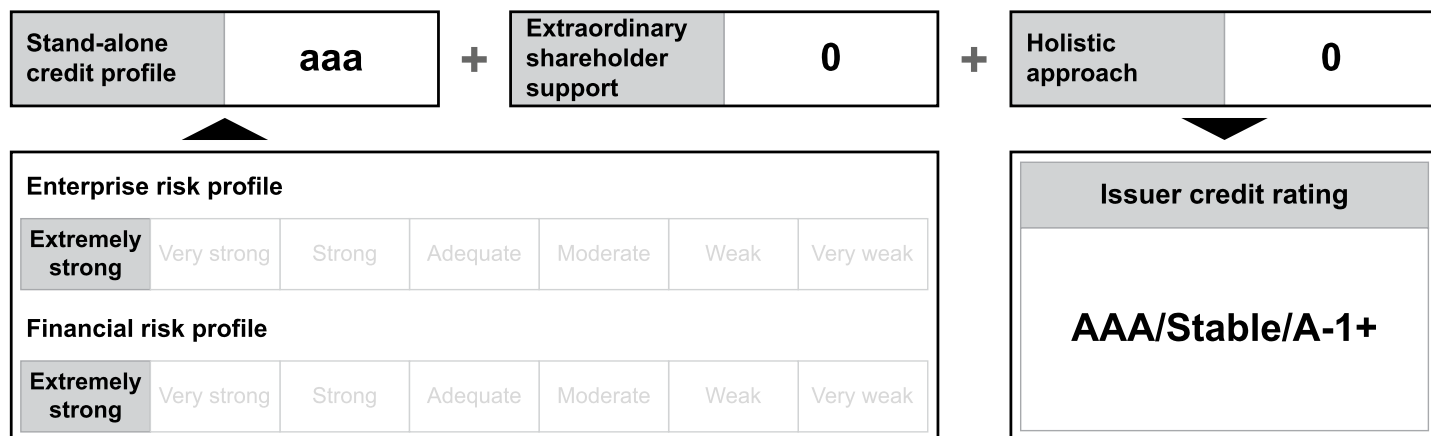 Stand-alone
credit profile
aaa
+
Extraordinary
shareholder
support
0
+
Holistic
approach
0
Enterprise risk profile
Extremely
strong
Very strong
Strong
Adequate
Moderate
Weak
Very weak
Financial risk profile
Extremely
strong
Very strong
Strong
Adequate
Moderate
Weak
Very weak
Issuer credit rating
AAA/Stable/A-1+